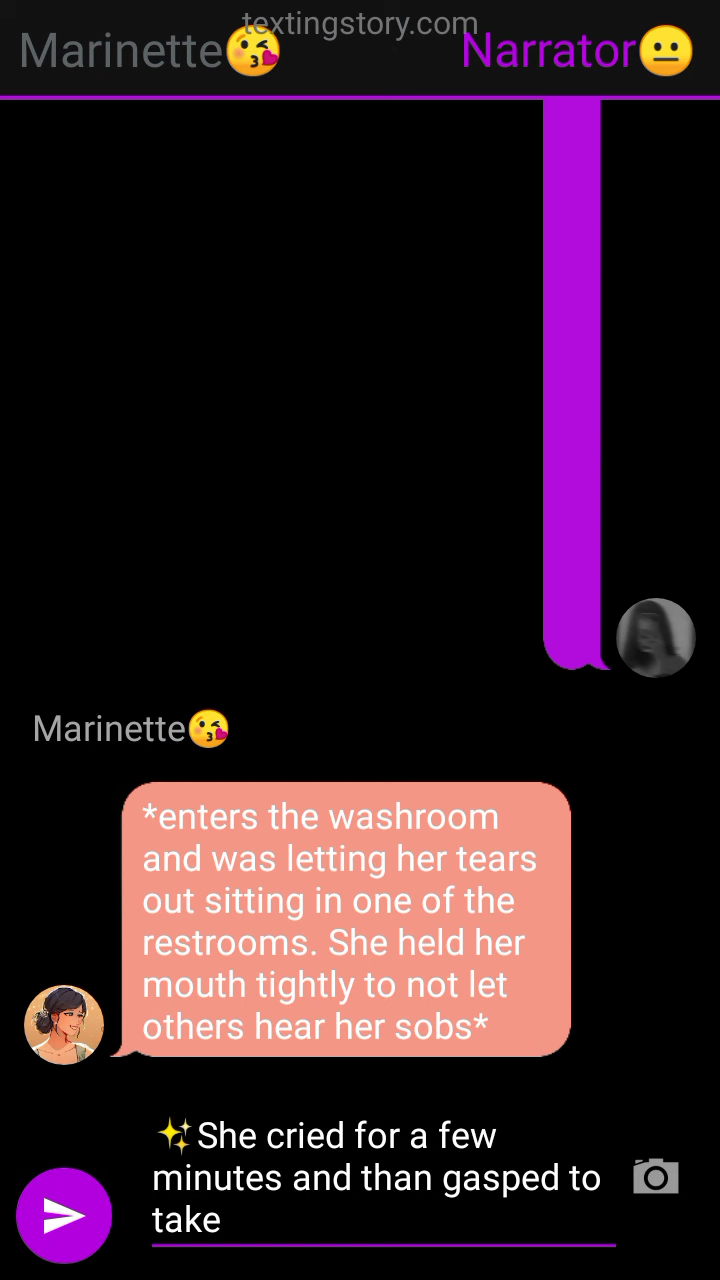 textingstory.com
Marinette😘 Narrator😐
Marinette😘
*enters the washroom
and was letting her tears
out sitting in one of the
restrooms. She held her
mouth tightly to not let
others hear her sobs*
✨She cried for a few
minutes and than gasped to
take